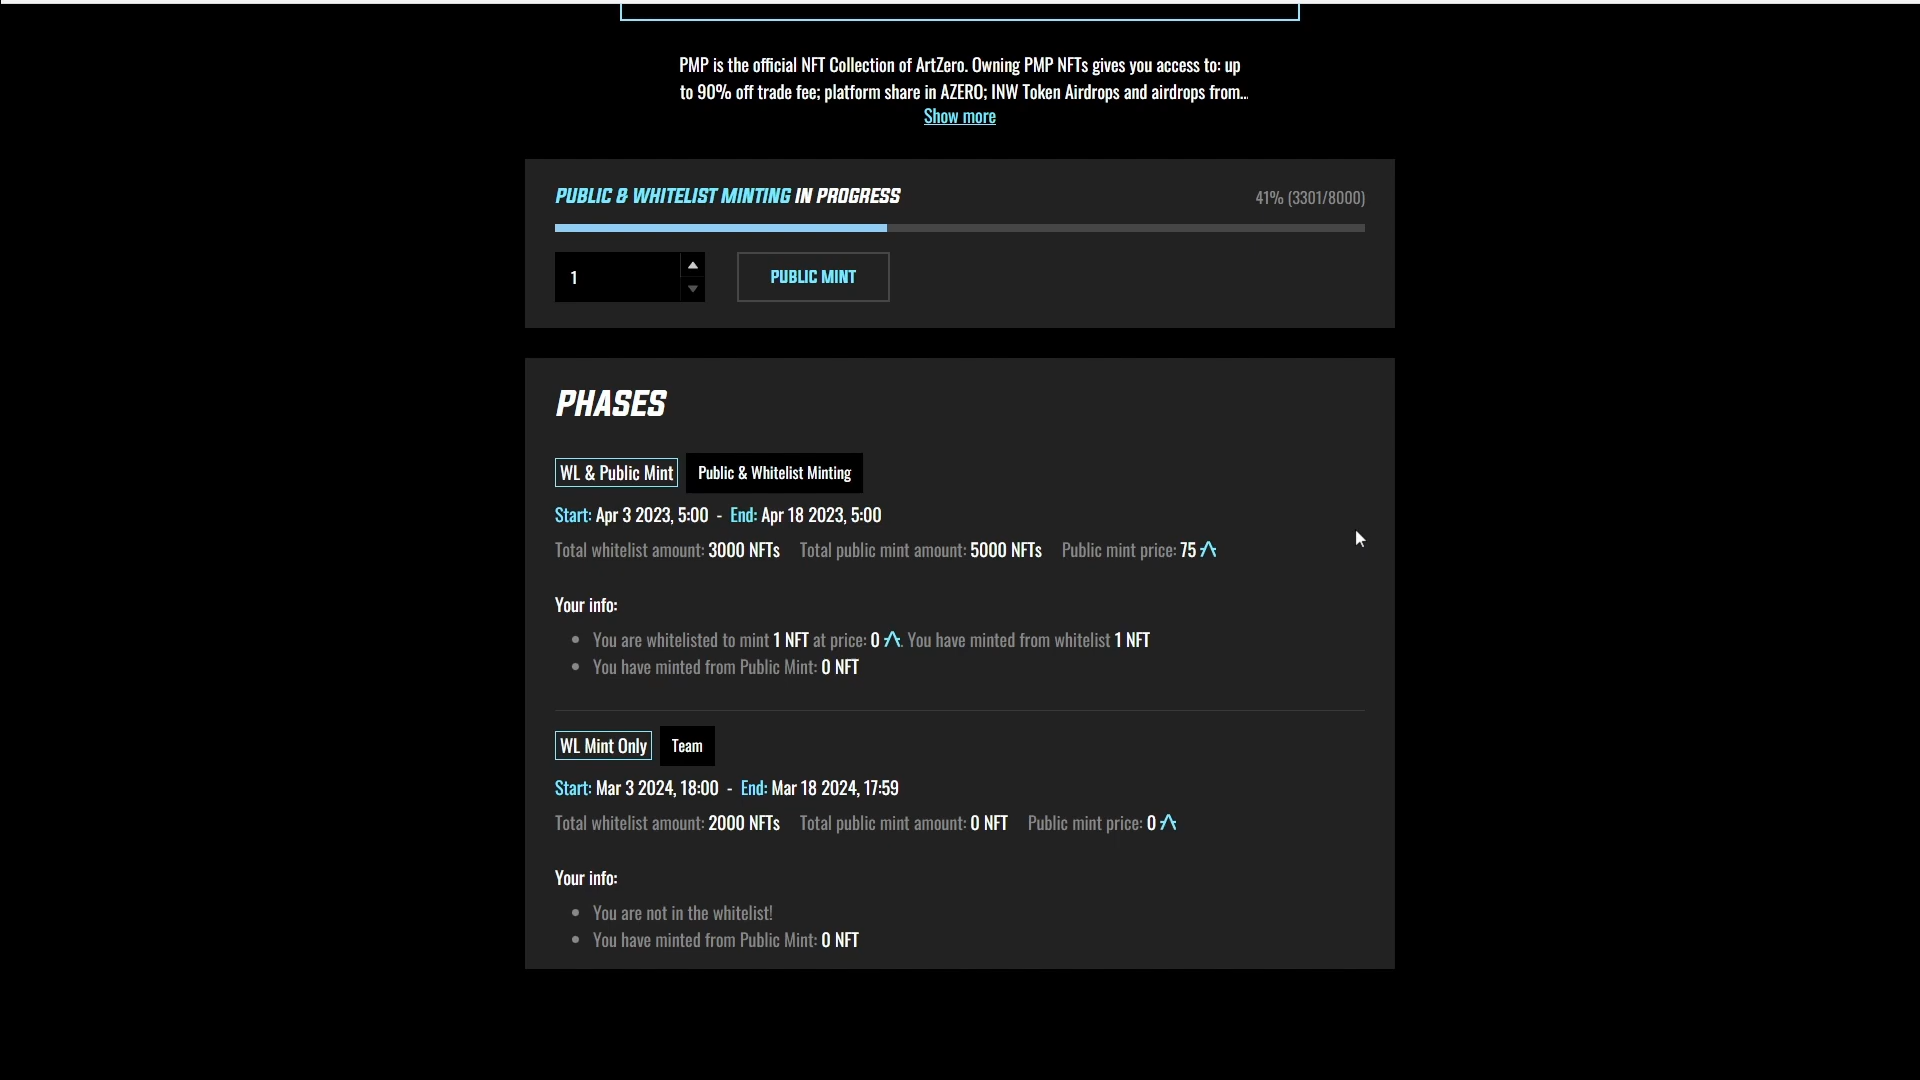 PMP is the official NFT Collection of ArtZero. Owning PMP NFTs gives you access to: up
to 90% off trade fee; platform share in AZERO; INW Token Airdrops and airdrops from...
Show more
PUBLIC & WHITELIST MINTING IN PROGRESS
41% (3301/8000)
1
PUBLIC MINT
PHASES
WL & Public Mint Public & Whitelist Minting
Start: Apr 3 2023, 5:00 - End: Apr 18 2023, 5:00
Total whitelist amount: 3000 NFTs Total public mint amount: 5000 NFTs Public mint price: 75
Your info:
You are whitelisted to mint 1 NFT at price: 0 . You have minted from whitelist 1 NFT
You have minted from Public Mint: 0 NFT
WL Mint Only Team
Start: Mar 3 2024, 18:00 - End: Mar 18 2024, 17:59
Total whitelist amount: 2000 NFTs Total public mint amount: 0 NFT Public mint price: 0
Your info:
You are not in the whitelist!
You have minted from Public Mint: 0 NFT